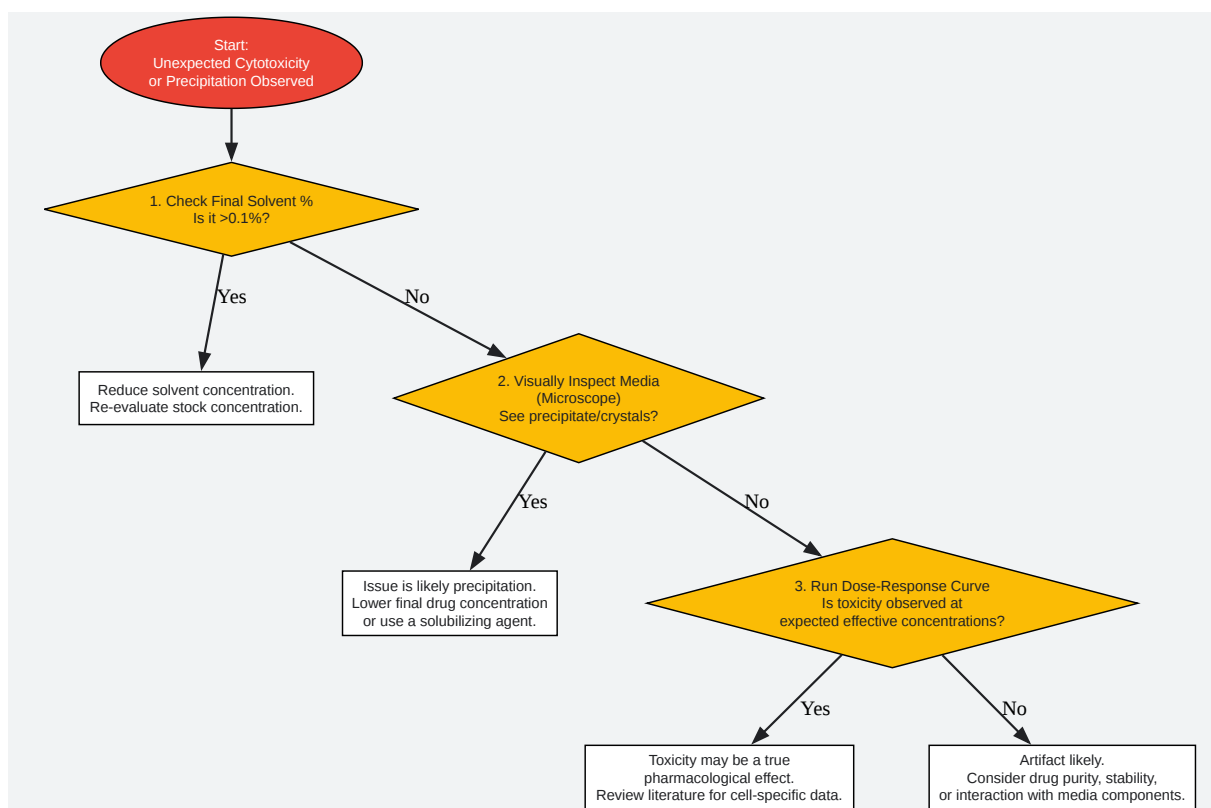 Start:
Unexpected Cytotoxicity
or Precipitation Observed
1. Check Final Solvent %
Is it >0.1%?
Yes
No
Reduce solvent concentration.
Re-evaluate stock concentration.
2. Visually Inspect Media
(Microscope)
See precipitate/crystals?
Yes
No
Issue is likely precipitation.
Lower final drug concentration
or use a solubilizing agent.
3. Run Dose-Response Curve
Is toxicity observed at
expected effective concentrations?
Yes
No
Toxicity may be a true
pharmacological effect.
Review literature for cell-specific data.
Artifact likely.
Consider drug purity, stability,
or interaction with media components.